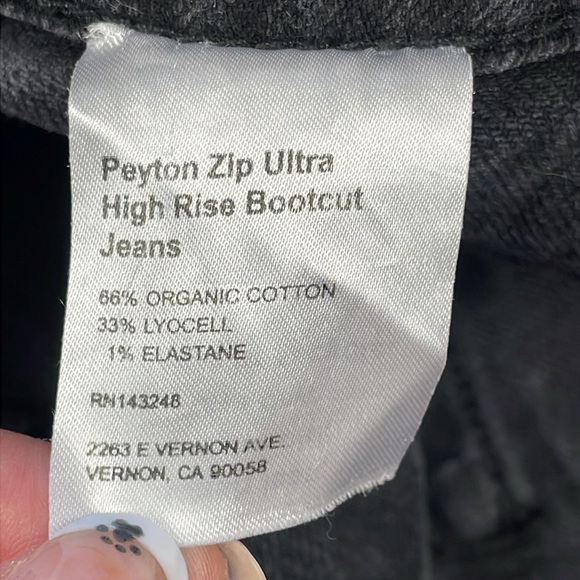 Peyton Zip Ultra
High Rise Bootcut
Jeans
66% ORGANIC COTTON
33% LYOCELL
1% ELASTANE
RN143248
2263 E VERNON AVE.
VERNON, CA 90058